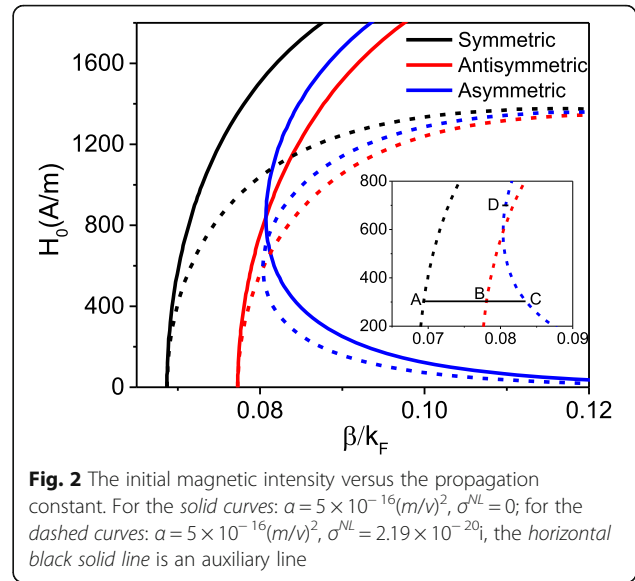 Symmetric
Antisymmetric
Asymmetric
1600
1200
800
400
0
H₀(A/m)
0.08
0.10
0.12
β/k_F
800
600
400
200
0.07
0.08
0.09
A
B
C
D
Fig. 2 The initial magnetic intensity versus the propagation
constant. For the solid curves: α = 5 × 10⁻¹⁶(m/v)², σᴺᴸ = 0; for the
dashed curves: α = 5 × 10⁻¹⁶(m/v)², σᴺᴸ = 2.19 × 10⁻²⁰i, the horizontal
black solid line is an auxiliary line